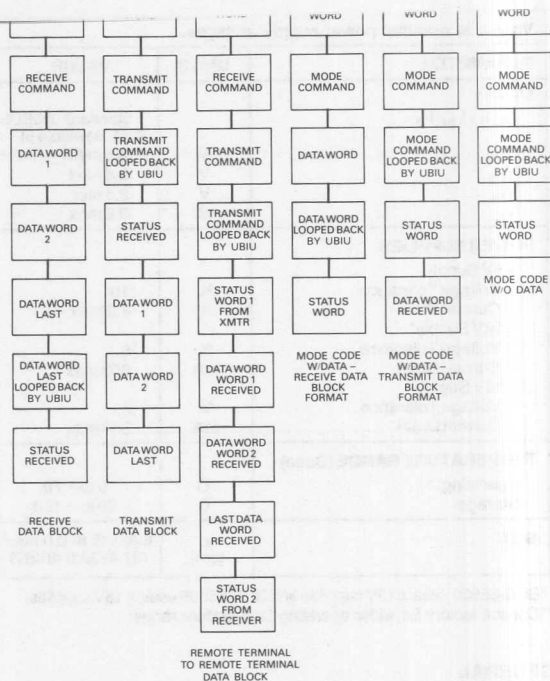 WORD
WORD
WORD
WORD
RECEIVE
COMMAND
DATA WORD
1
DATA WORD
2
DATA WORD
LAST
DATA WORD
LAST
LOOPED BACK
BY UBIU
STATUS
RECEIVED
RECEIVE
DATA BLOCK
TRANSMIT
COMMAND
TRANSMIT
COMMAND
LOOPED BACK
BY UBIU
STATUS
RECEIVED
DATA WORD
1
DATA WORD
2
DATA WORD
LAST
TRANSMIT
DATA BLOCK
RECEIVE
COMMAND
TRANSMIT
COMMAND
TRANSMIT
COMMAND
LOOPED BACK
BY UBIU
STATUS
WORD 1
FROM
XMTR
DATA WORD
WORD 1
RECEIVED
DATA WORD
WORD 2
RECEIVED
LAST DATA
WORD
RECEIVED
STATUS
WORD 2
FROM
RECEIVER
REMOTE TERMINAL
TO REMOTE TERMINAL
DATA BLOCK
MODE
COMMAND
DATA WORD
DATA WORD
LOOPED BACK
BY UBIU
STATUS
WORD
MODE CODE
W/DATA –
RECEIVE DATA
BLOCK
FORMAT
MODE
COMMAND
MODE
COMMAND
LOOPED BACK
BY UBIU
STATUS
WORD
DATA WORD
RECEIVED
MODE CODE
W/DATA –
TRANSMIT DATA
BLOCK
FORMAT
MODE
COMMAND
MODE
COMMAND
LOOPED BACK
BY UBIU
STATUS
WORD
MODE CODE
W/O DATA